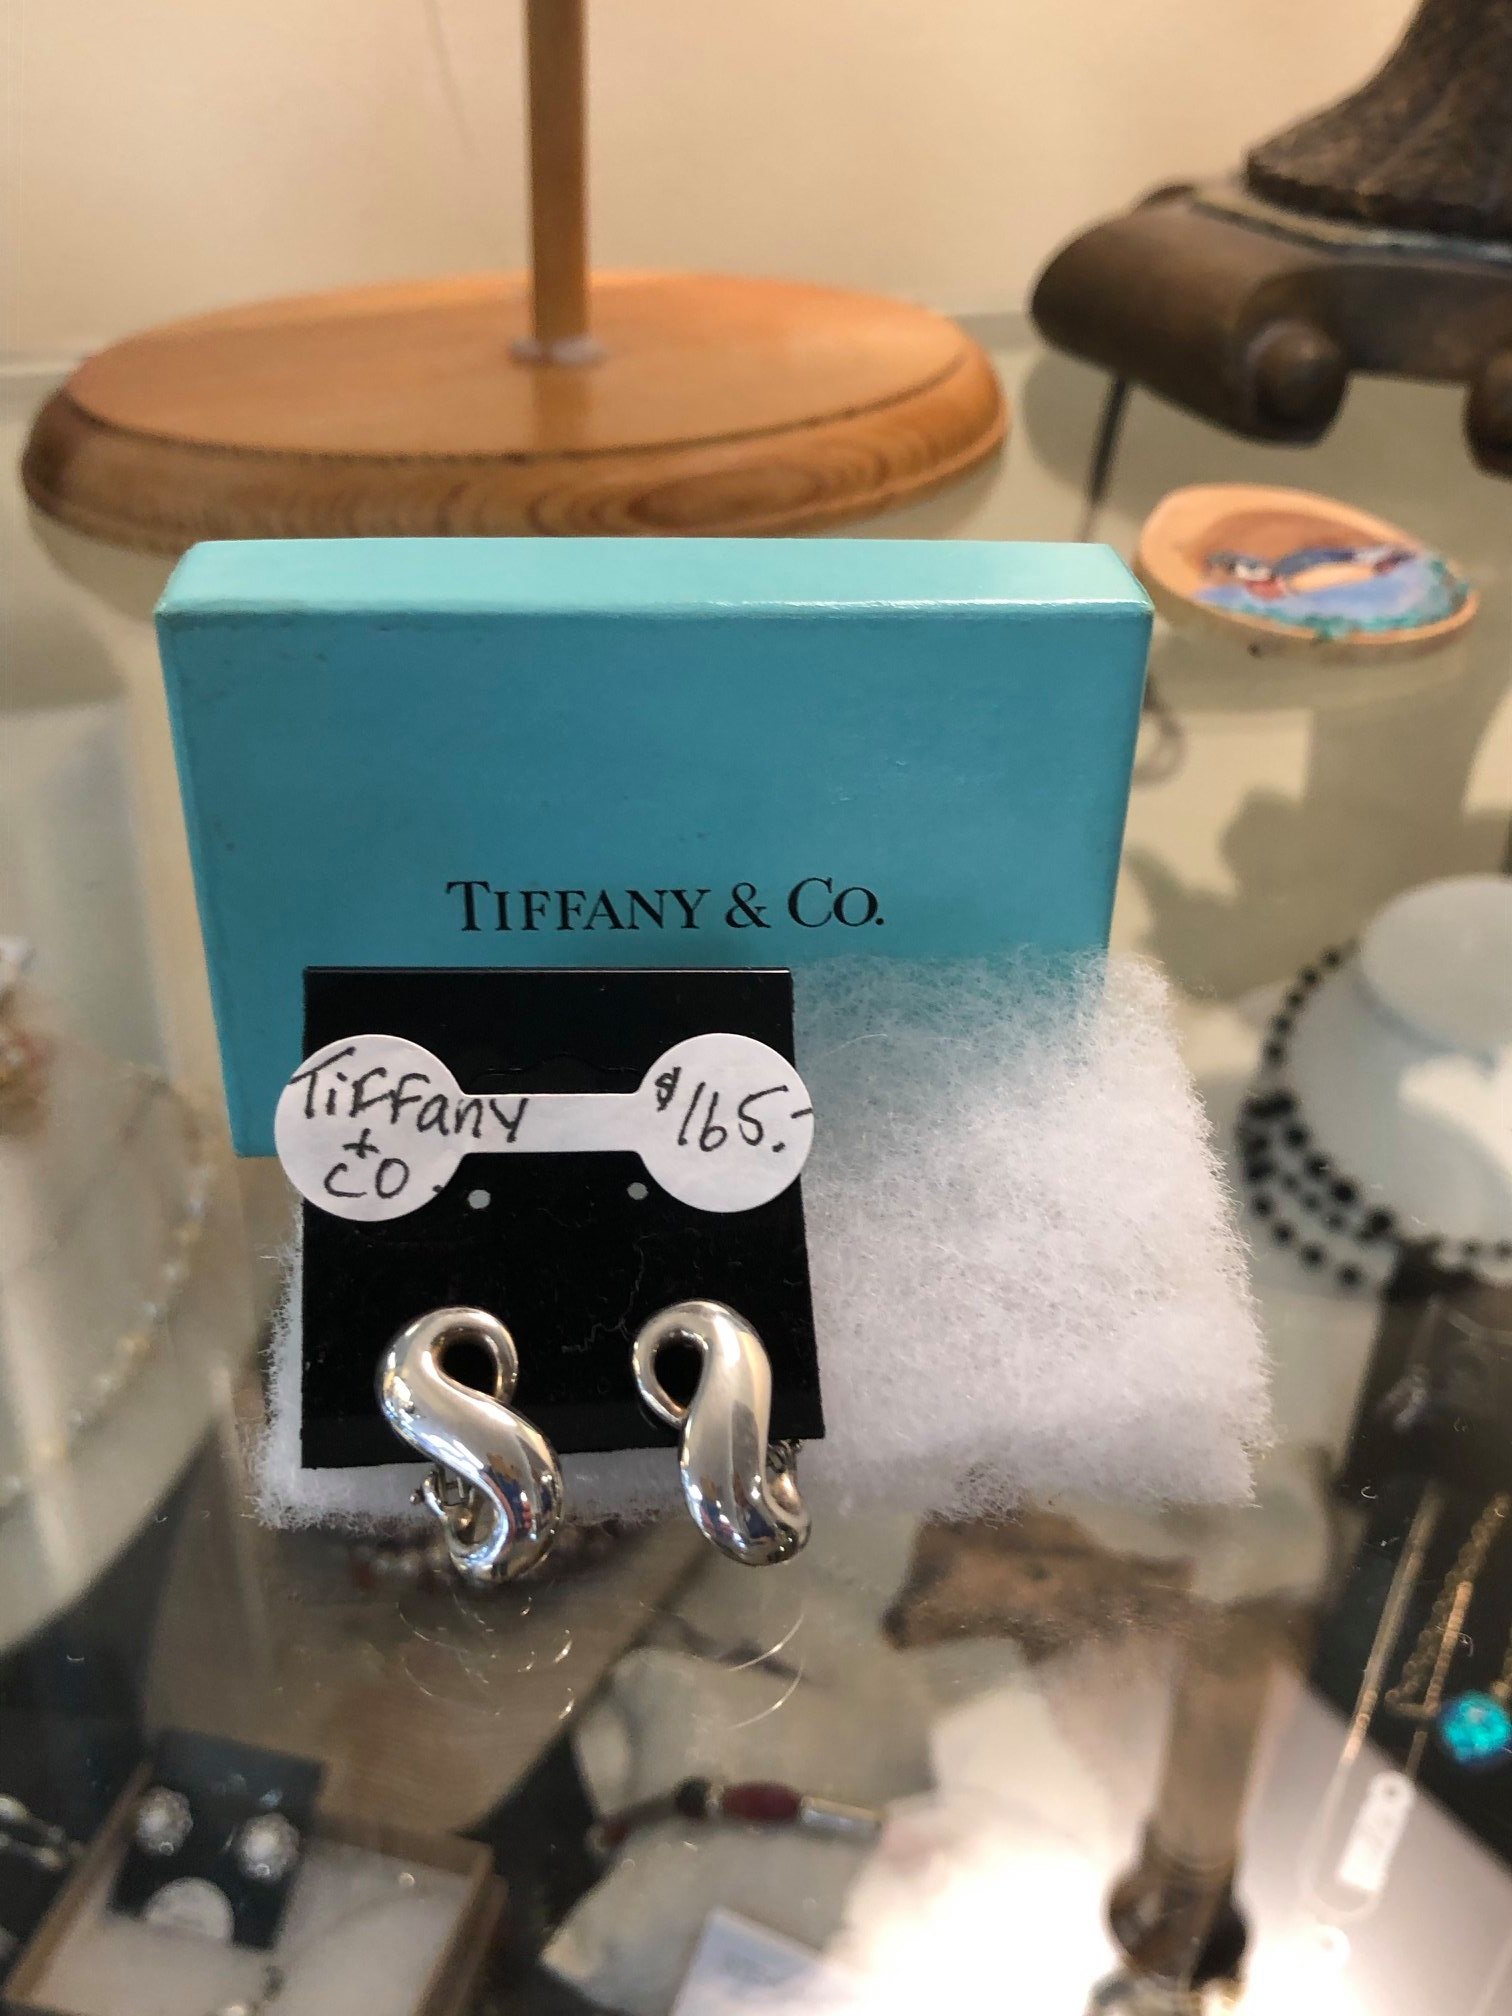 TIFFANY & CO.
Tiffany
+
CO.
$165.-